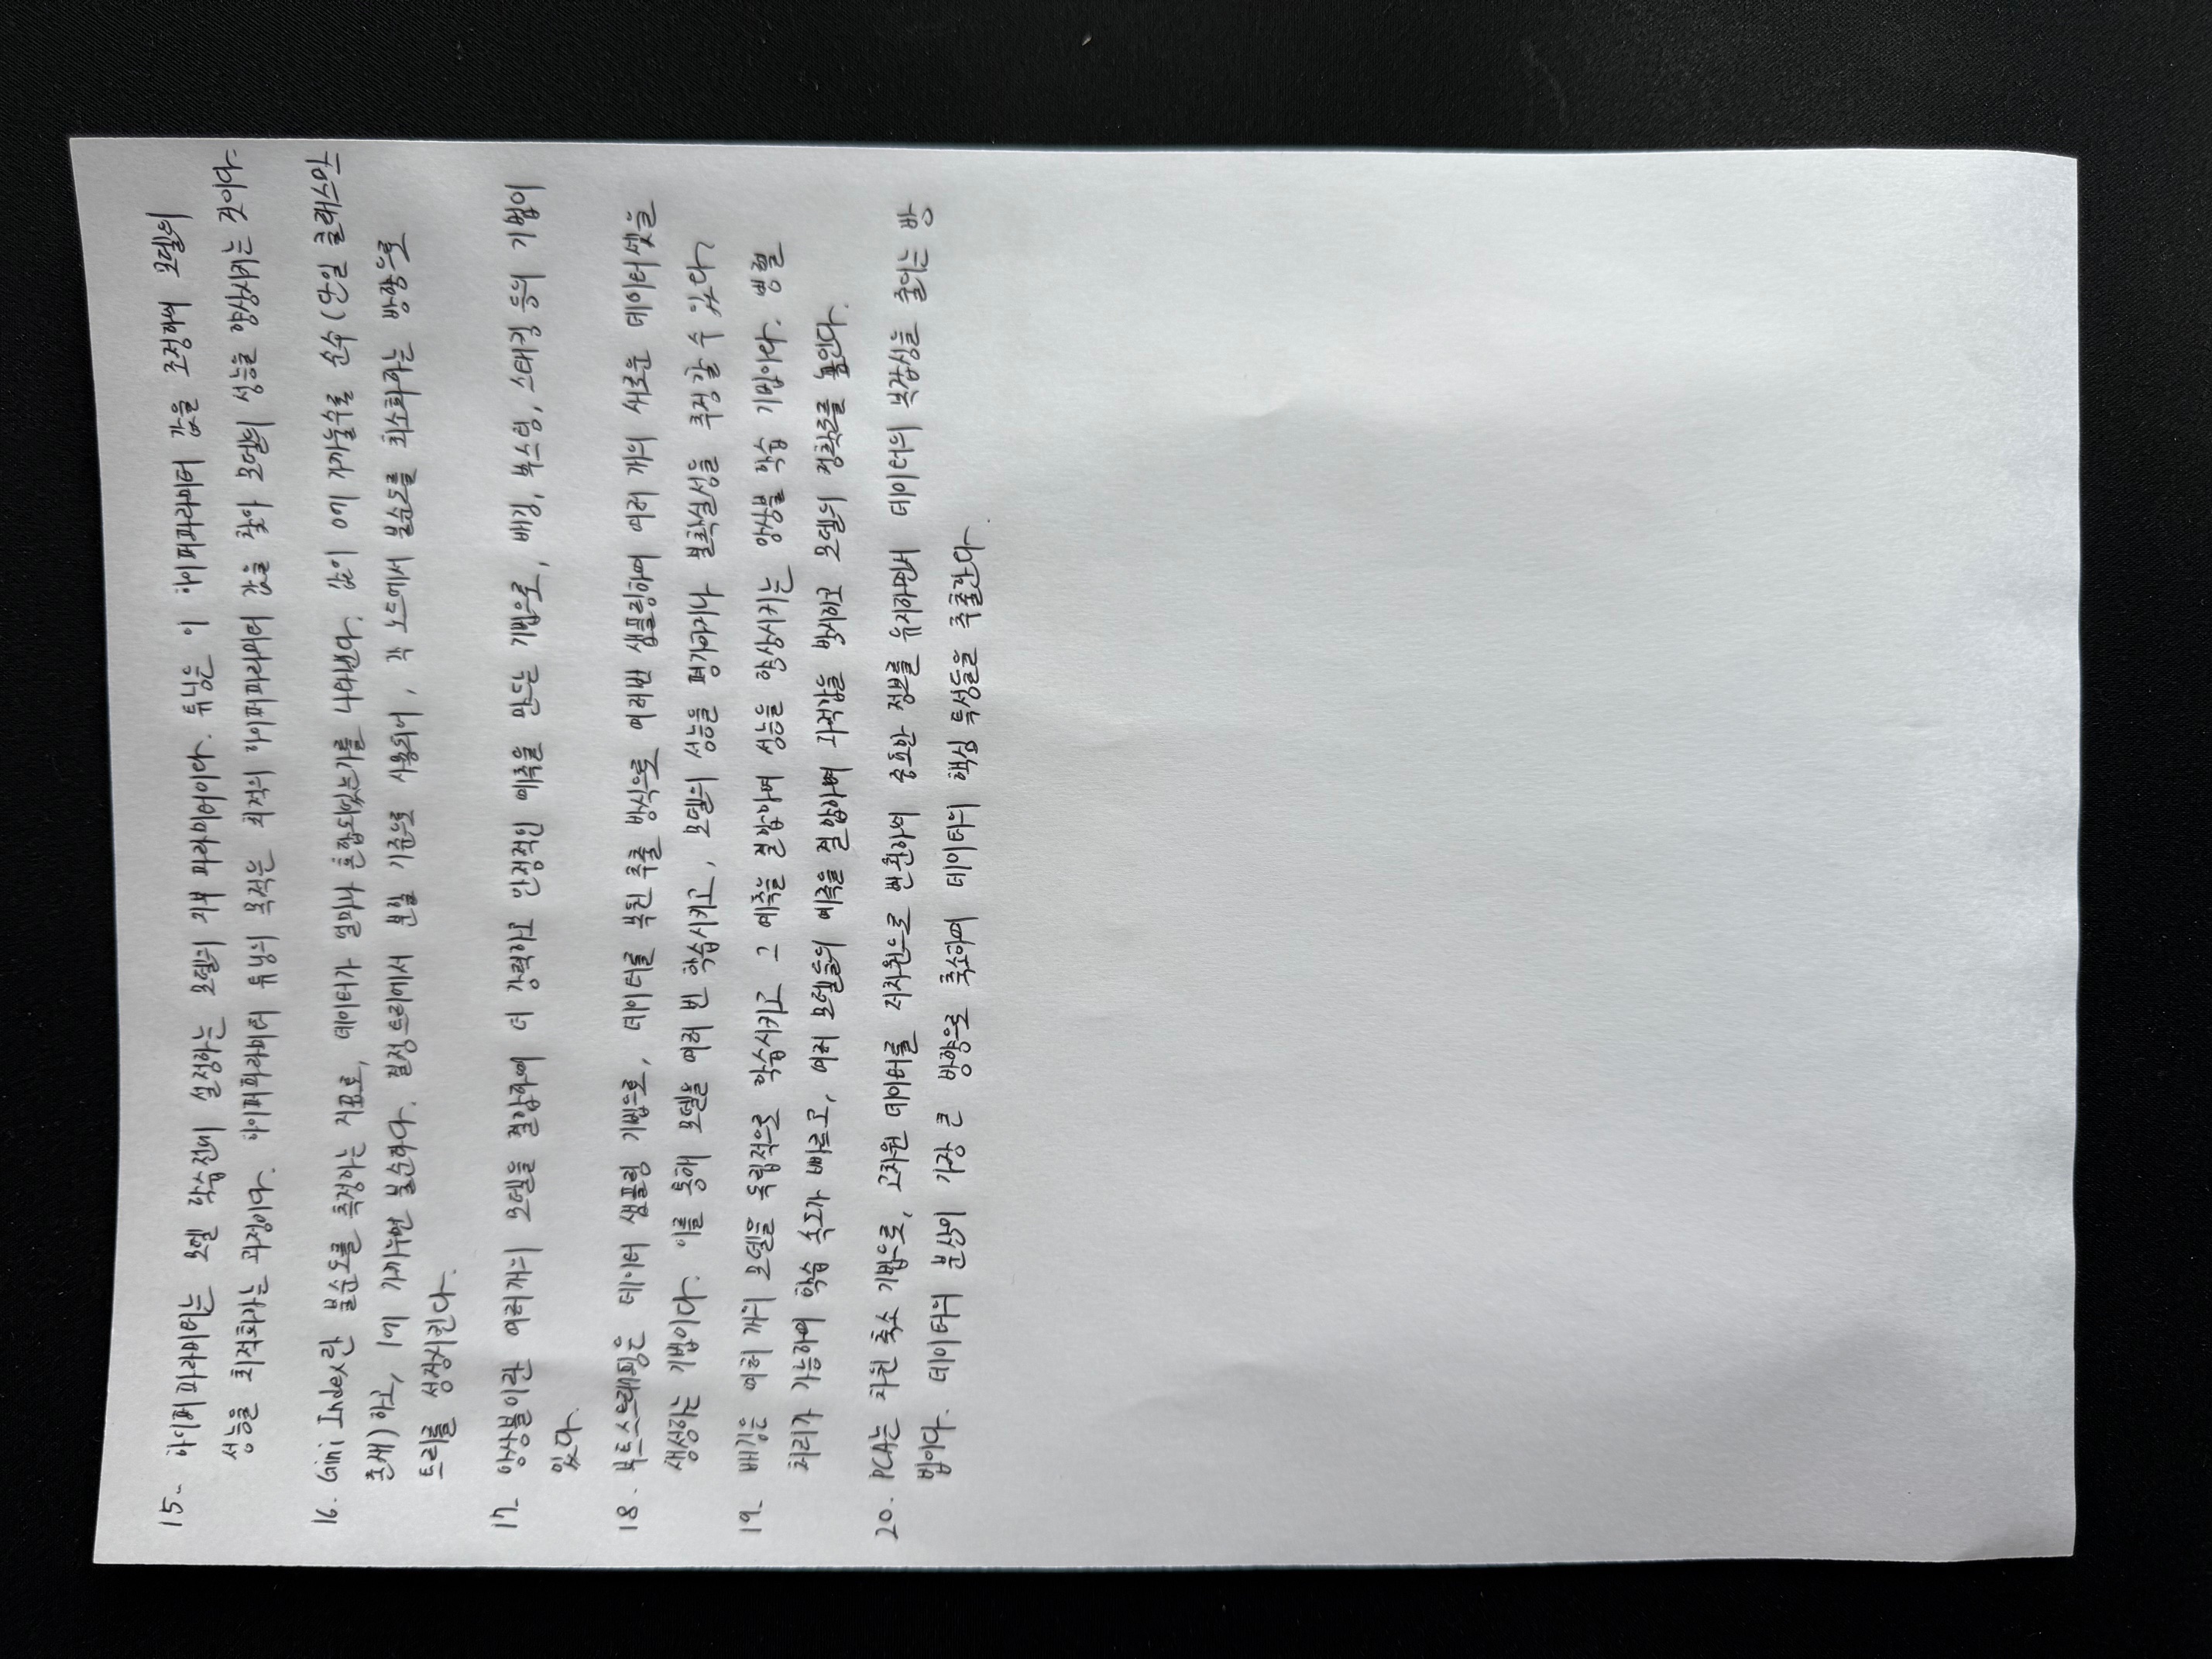 15. 하이퍼파라미터는 모델 학습전에 설정하는 모델의 외부 파라미터이다. 튜닝은 이 하이퍼파라미터 값을 조정하여 모델의
성능을 최적화하는 과정이다. 하이퍼파라미터 튜닝의 목적은 최적의 하이퍼파라미터 값을 찾아 모델의 성능을 향상시키는 것이다.
16. Gini Index란 불순도를 측정하는 지표로, 데이터가 얼마나 혼합되있는가를 나타낸다. 값이 0에 가까울수록 순수(단일 클래스만
존재)하고, 1에 가까우면 불순하다. 결정트리에서 분할 기준으로 사용되어, 각 노드에서 불순도를 최소화하는 방향으로
트리를 성장시킨다.
17. 앙상블이란 여러개의 모델을 결합하여 더 강력하고 안정적인 예측을 만드는 기법으로, 배깅, 부스팅, 스태킹 등의 기법이
있다.
18. 부트스트래핑은 데이터 샘플링 기법으로, 데이터를 복원 추출 방식으로 여러번 샘플링하여 여러 개의 새로운 데이터셋을
생성하는 기법이다. 이를 통해 모델을 여러 번 학습시키고, 모델의 성능을 평가하거나 불확실성을 추정할 수 있다.
19. 배깅은 여러 개의 모델을 독립적으로 학습시키고 그 예측을 결합하여 성능을 향상시키는 앙상블 학습 기법이다. 병렬
처리가 가능하여 학습 속도가 빠르고, 여러 모델들의 예측을 결합하여 과적합을 방지하고 모델의 정확도를 높인다.
20. PCA는 차원 축소 기법으로, 고차원 데이터를 저차원으로 변환하여 중요한 정보를 유지하면서 데이터의 복잡성을 줄이는 방
법이다. 데이터의 분산이 가장 큰 방향으로 축소하여 데이터의 핵심 특성들을 추출한다.